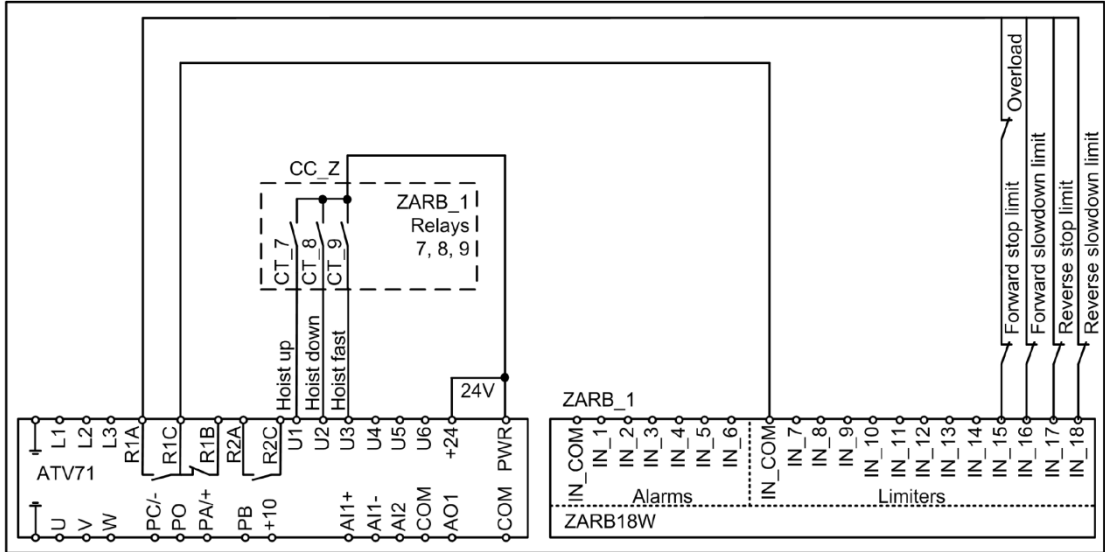 Overload
Forward stop limit
Forward slowdown limit
Reverse stop limit
Reverse slowdown limit
CC_Z
ZARB_1
Relays
7, 8, 9
CT_7
CT_8
CT_9
Hoist up
Hoist down
Hoist fast
24V
L1
L2
L3
R1A
R1C
R1B
R2A
R2C
U1
U2
U3
U4
U5
U6
+24
PWR
ATV71
U
V
W
PC/-
PO
PA/+
PB
+10
AI1+
AI1-
AI2
COM
AO1
COM
ZARB_1
IN_COM
IN_1
IN_2
IN_3
IN_4
IN_5
IN_6
IN_COM
IN_7
IN_8
IN_9
IN_10
IN_11
IN_12
IN_13
IN_14
IN_15
IN_16
IN_17
IN_18
Alarms
Limiters
ZARB18W